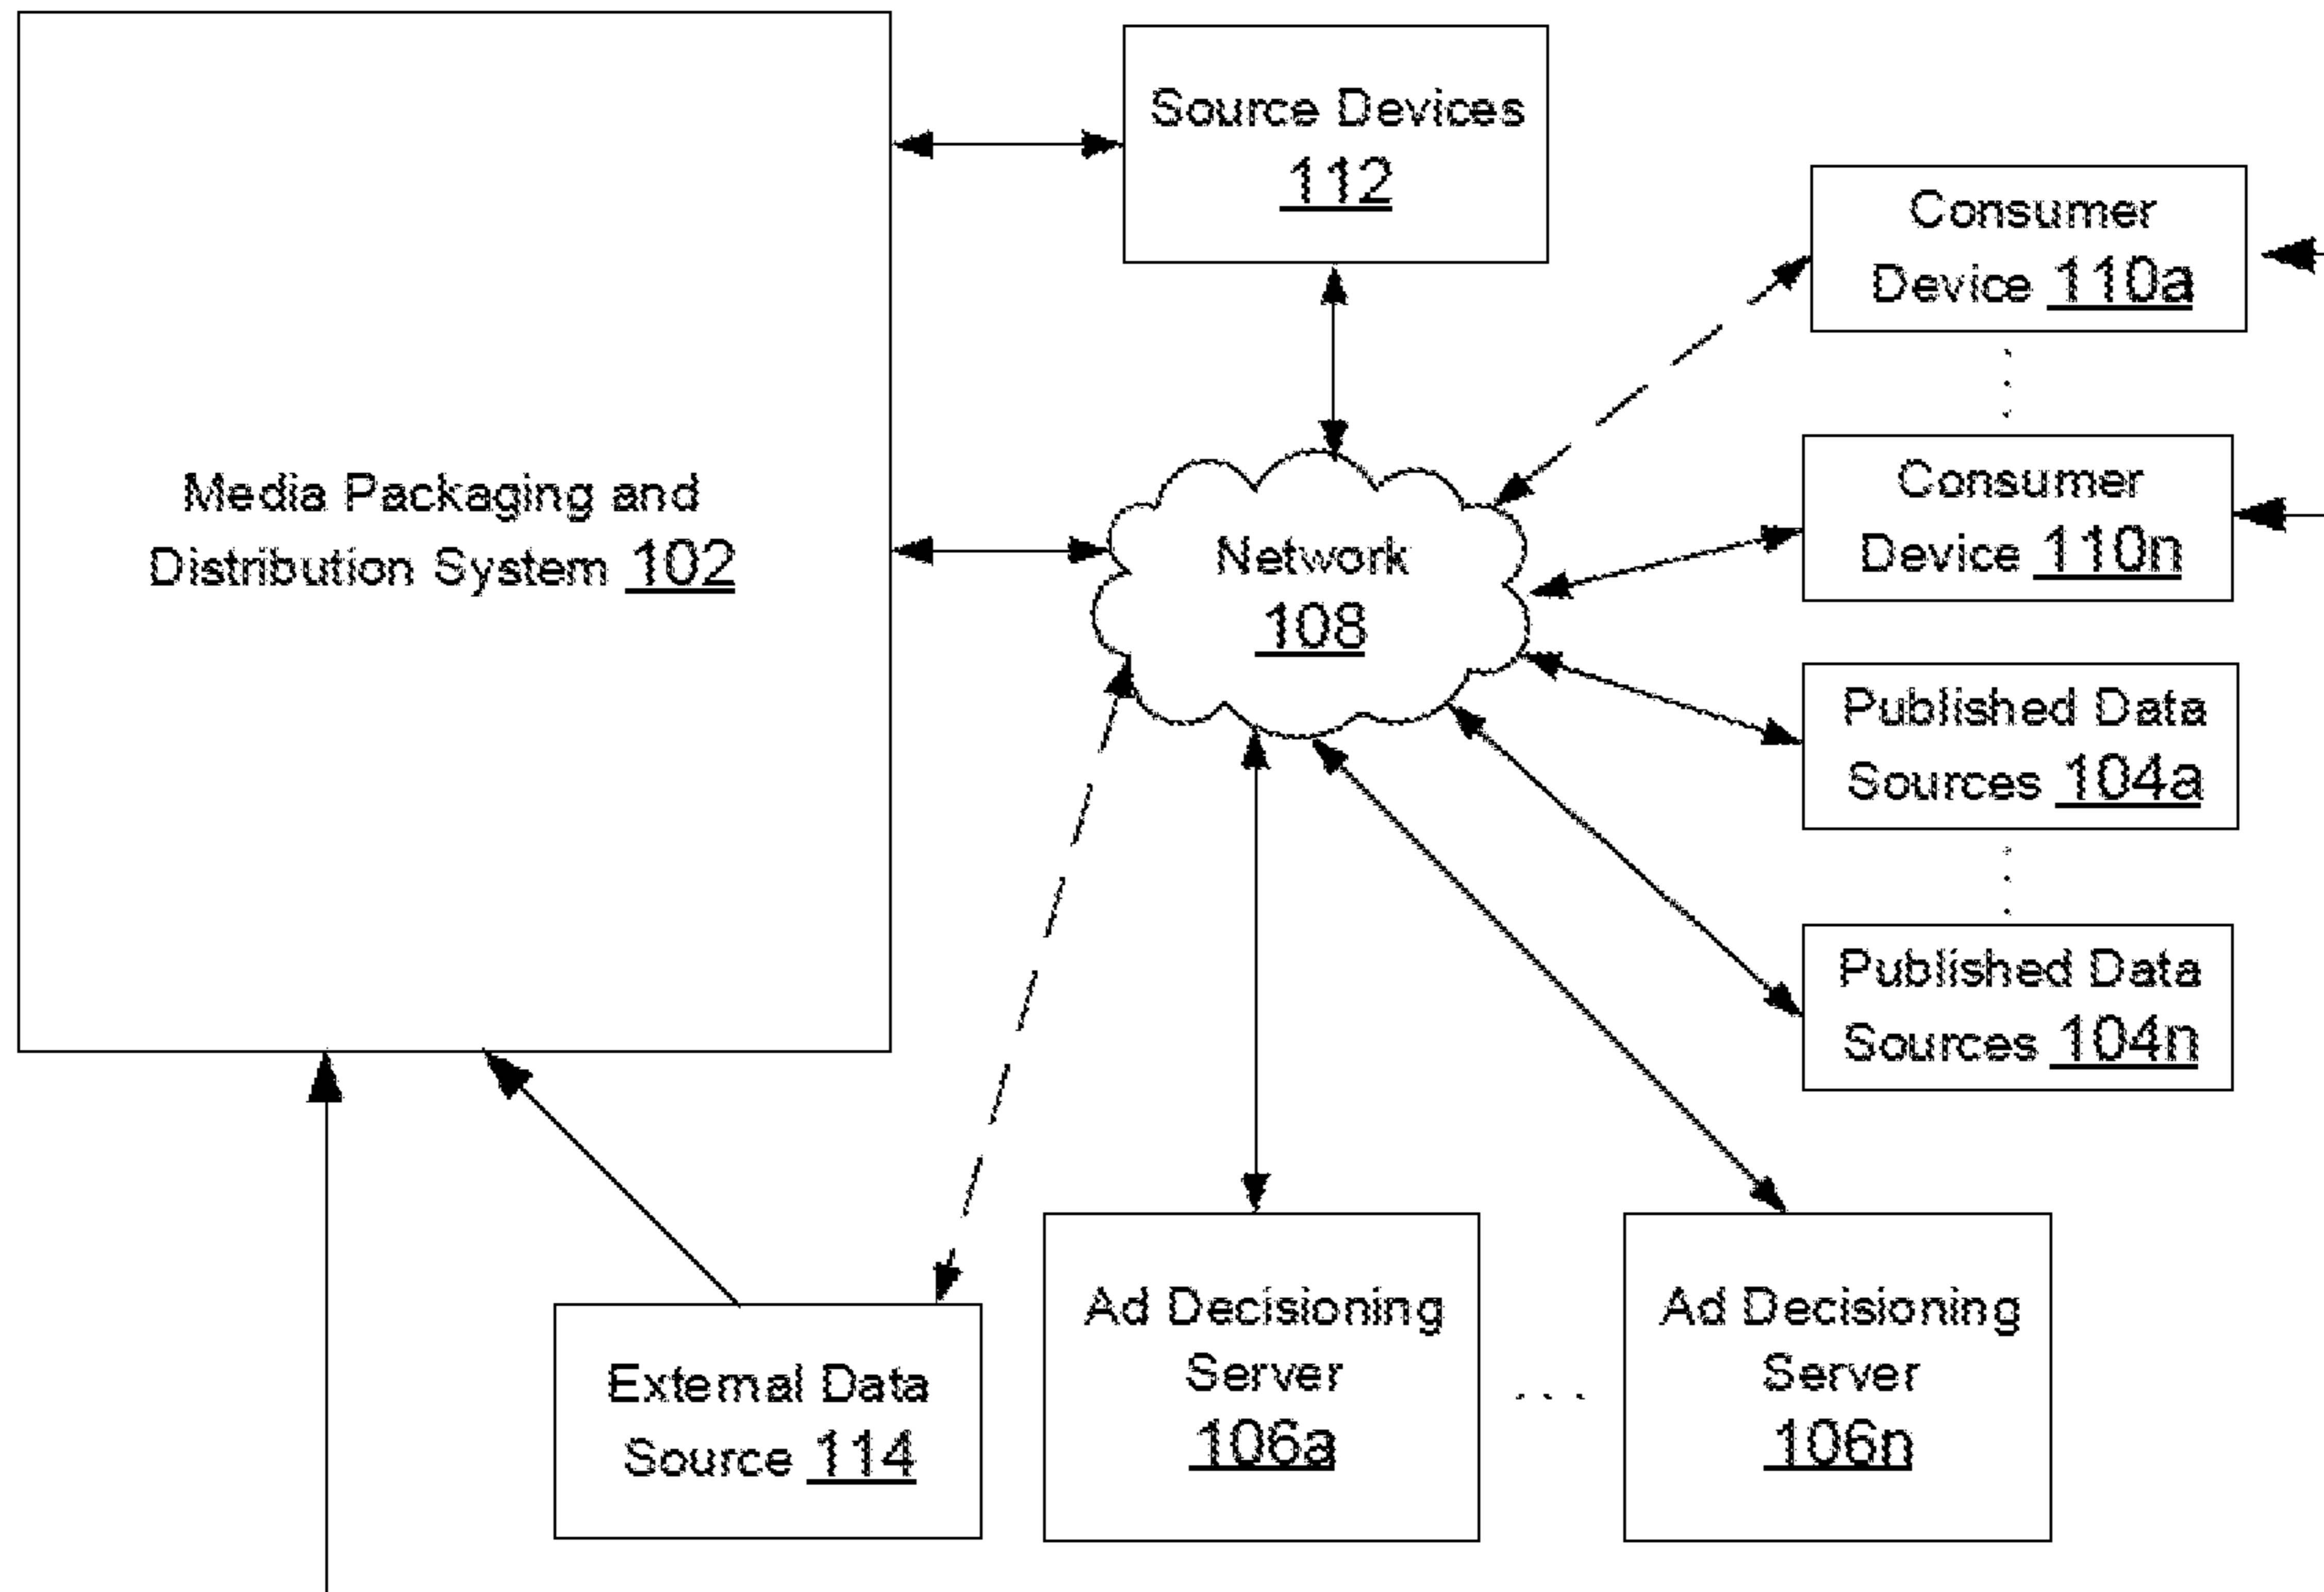 Media Packaging and
Distribution System 102
Source Devices
112
Network
108
Consumer
Device 110a
Consumer
Device 110n
Published Data
Sources 104a
Published Data
Sources 104n
External Data
Source 114
Ad Decisioning
Server
106a
Ad Decisioning
Server
106n